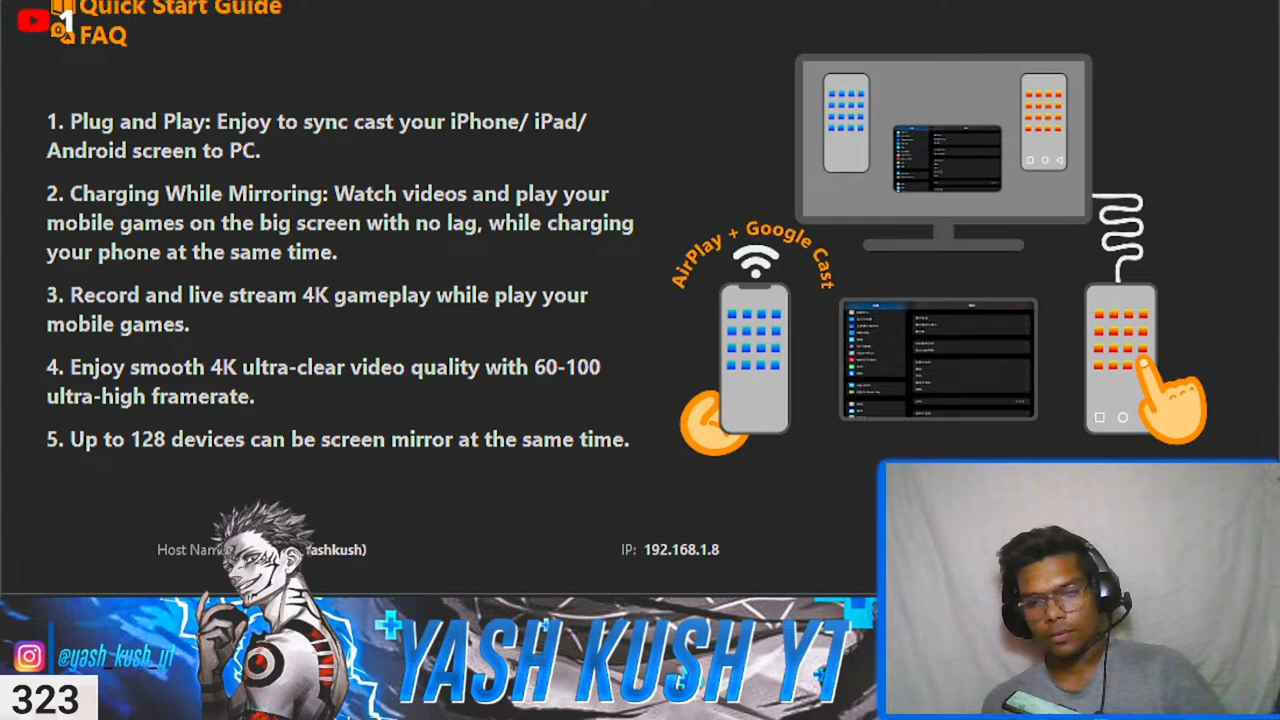 Quick Start Guide
1
FAQ
1. Plug and Play: Enjoy to sync cast your iPhone/ iPad/
Android screen to PC.
2. Charging While Mirroring: Watch videos and play your
mobile games on the big screen with no lag, while charging
your phone at the same time.
3. Record and live stream 4K gameplay while play your
mobile games.
4. Enjoy smooth 4K ultra-clear video quality with 60-100
ultra-high framerate.
5. Up to 128 devices can be screen mirror at the same time.
AirPlay + Google Cast
Host Nam ashkush)
IP: 192.168.1.8
@yash_kush_yt
YASH KUSH YT
323